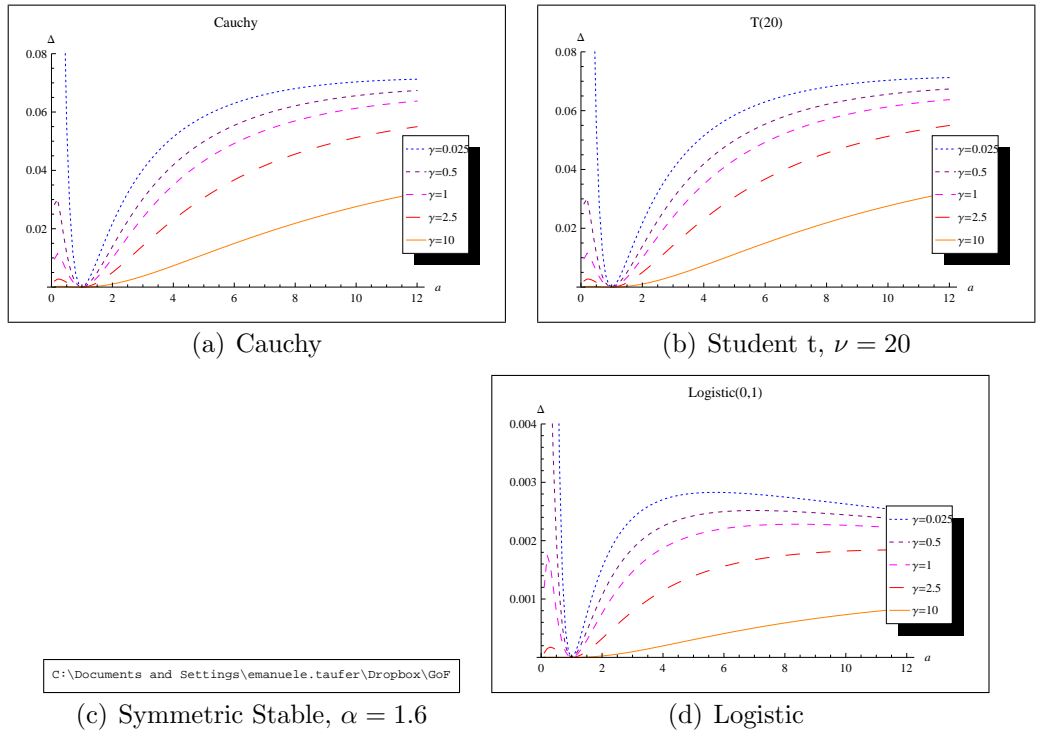 Cauchy
Δ
0.08
0.06
0.04
0.02
0 2 4 6 8 10 12 a
γ=0.025
γ=0.5
γ=1
γ=2.5
γ=10
(a) Cauchy
T(20)
Δ
0.08
0.06
0.04
0.02
0 2 4 6 8 10 12 a
γ=0.025
γ=0.5
γ=1
γ=2.5
γ=10
(b) Student t, ν = 20
C:\Documents and Settings\emanuele.taufer\Dropbox\GoF
(c) Symmetric Stable, α = 1.6
Logistic(0,1)
Δ
0.004
0.003
0.002
0.001
0 2 4 6 8 10 12 a
γ=0.025
γ=0.5
γ=1
γ=2.5
γ=10
(d) Logistic